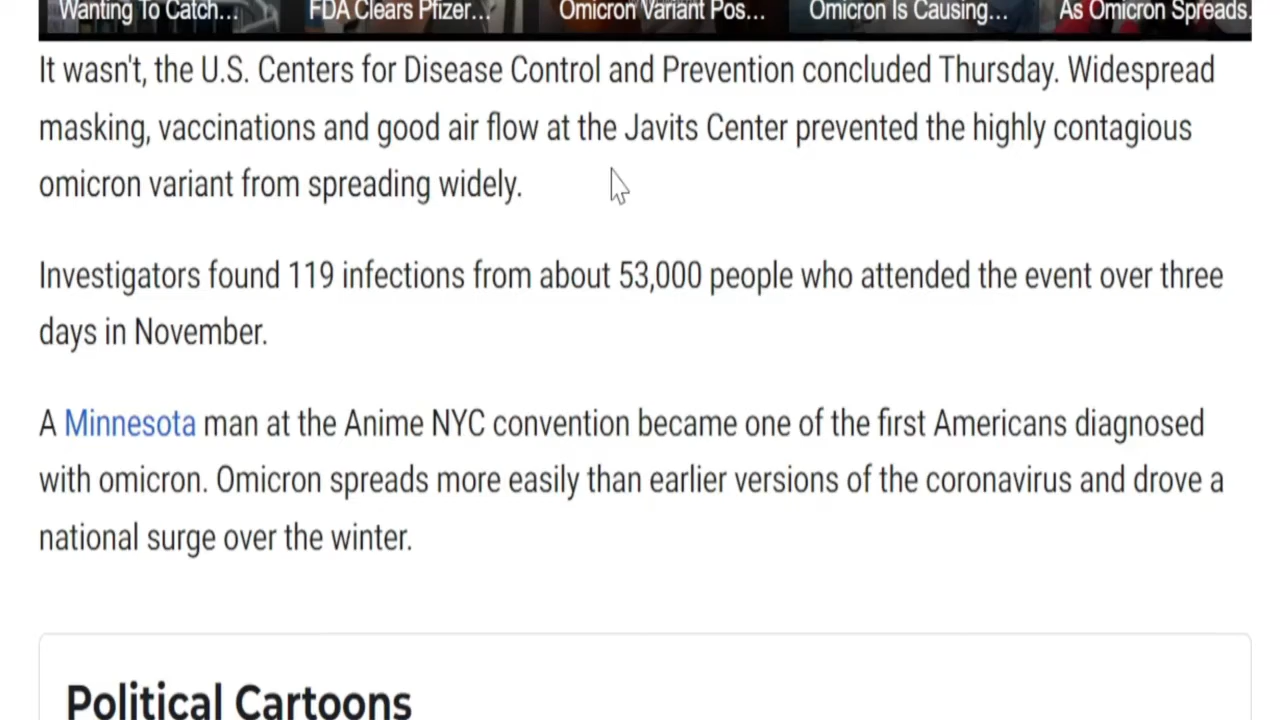 Wanting To Catch... FDA Clears Pfizer... Omicron Variant Pos... Omicron Is Causing... As Omicron Spreads.
It wasn't, the U.S. Centers for Disease Control and Prevention concluded Thursday. Widespread
masking, vaccinations and good air flow at the Javits Center prevented the highly contagious
omicron variant from spreading widely.
Investigators found 119 infections from about 53,000 people who attended the event over three
days in November.
A Minnesota man at the Anime NYC convention became one of the first Americans diagnosed
with omicron. Omicron spreads more easily than earlier versions of the coronavirus and drove a
national surge over the winter.
Political Cartoons